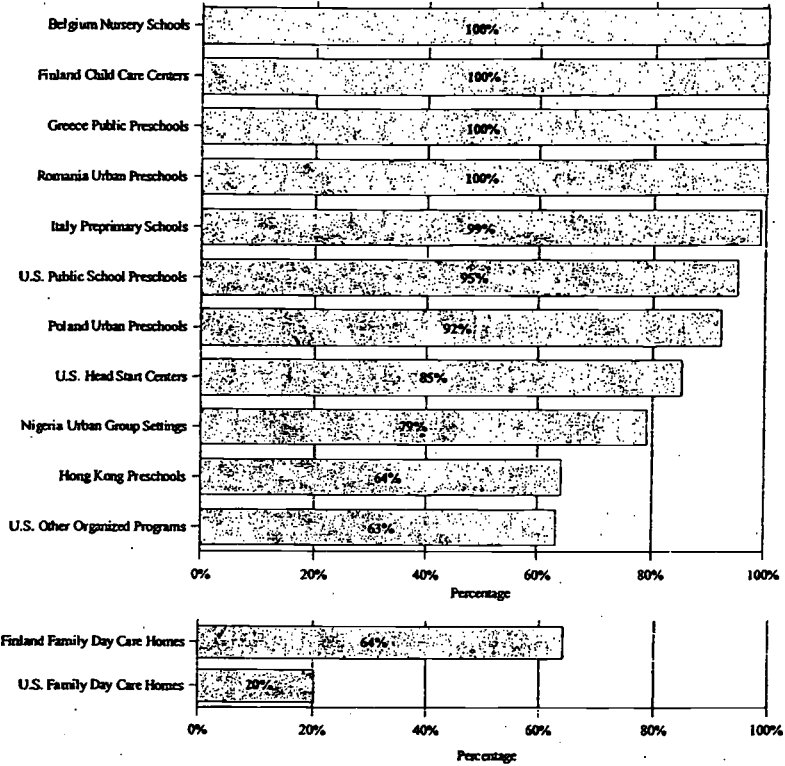 Belgium Nursery Schools 100%
Finland Child Care Centers 100%
Greece Public Preschools 100%
Romania Urban Preschools 100%
Italy Preprimary Schools 99%
U.S. Public School Preschools 95%
Poland Urban Preschools 92%
U.S. Head Start Centers 85%
Nigeria Urban Group Settings 79%
Hong Kong Preschools 64%
U.S. Other Organized Programs 63%
0% 20% 40% 60% 80% 100%
Percentage
Finland Family Day Care Homes 64%
U.S. Family Day Care Homes 20%
0% 20% 40% 60% 80% 100%
Percentage